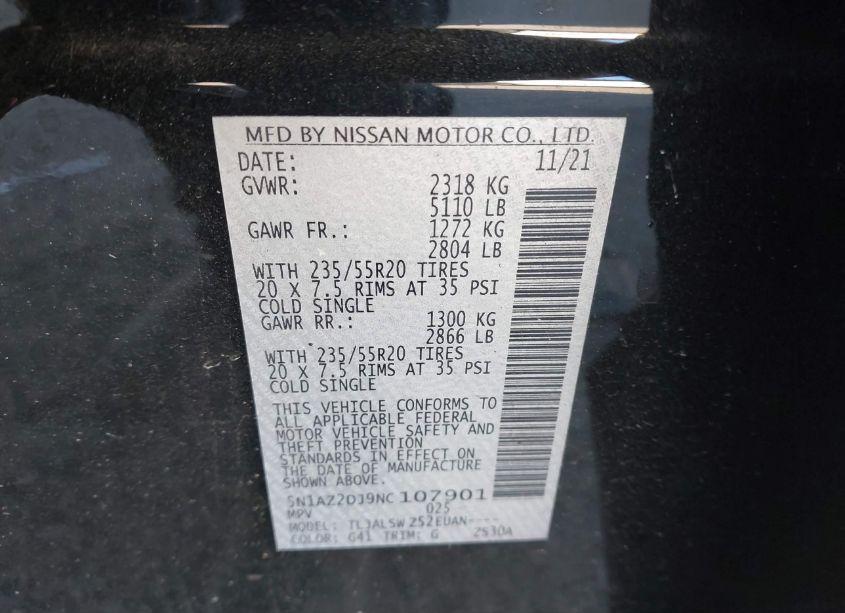 MFD BY NISSAN MOTOR CO., LTD.
DATE: 11/21
GVWR: 2318 KG
5110 LB
GAWR FR.: 1272 KG
2804 LB
WITH 235/55R20 TIRES
20 X 7.5 RIMS AT 35 PSI
COLD SINGLE
GAWR RR.: 1300 KG
2866 LB
WITH 235/55R20 TIRES
20 X 7.5 RIMS AT 35 PSI
COLD SINGLE
THIS VEHICLE CONFORMS TO
ALL APPLICABLE FEDERAL
MOTOR VEHICLE SAFETY AND
THEFT PREVENTION
STANDARDS IN EFFECT ON
THE DATE OF MANUFACTURE
SHOWN ABOVE.
5N1AZ2DJ9NC 107901
MPV 025
MODEL: TLJALSW Z52EUAN----
COLOR: G41 TRIM: G 2S30A